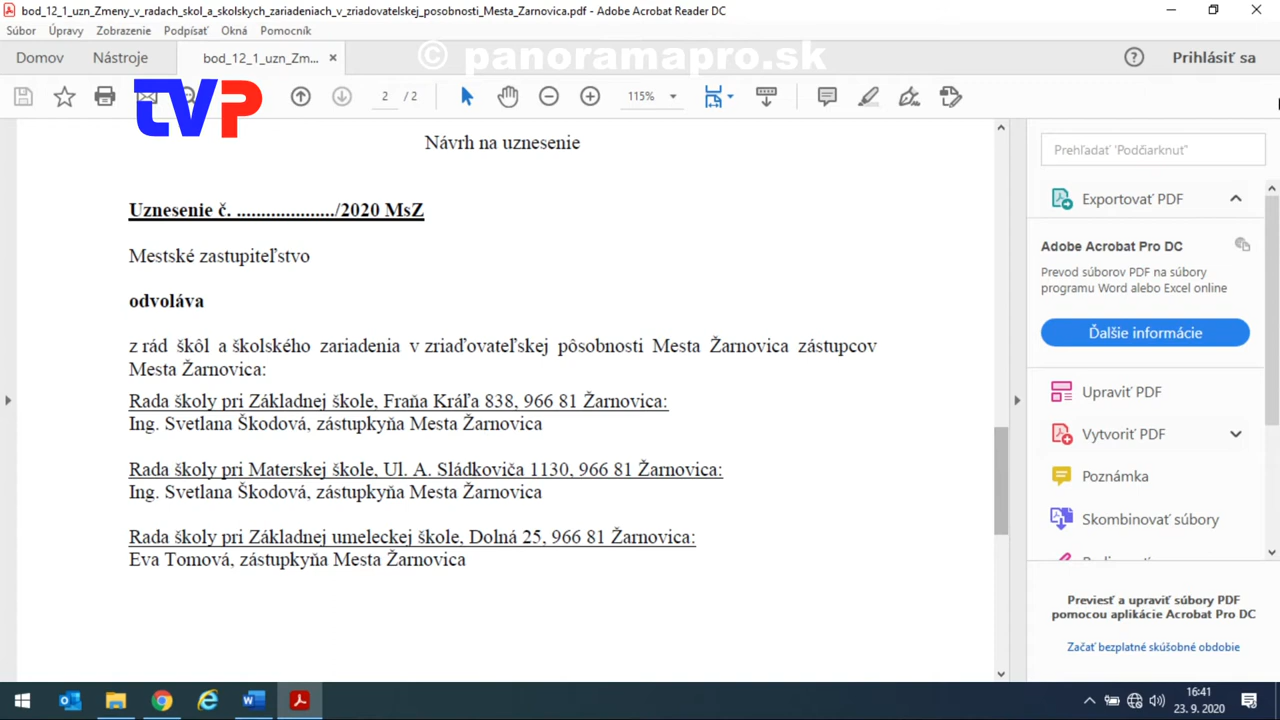 bod_12_1_uzn_Zmeny_v_radach_skol_a_skolskych_zariadeniach_v_zriadovatelskej_posobnosti_Mesta_Zarnovica.pdf - Adobe Acrobat Reader DC
Súbor Úpravy Zobrazenie Podpísať Okná Pomocník
© panoramapro.sk
Domov Nástroje bod_12_1_uzn_Zm... × Prihlásiť sa
TVP
2 / 2 115%
Návrh na uznesenie
Uznesenie č. ..................../2020 MsZ
Mestské zastupiteľstvo
odvoláva
z rád škôl a školského zariadenia v zriaďovateľskej pôsobnosti Mesta Žarnovica zástupcov
Mesta Žarnovica:
Rada školy pri Základnej škole, Fraňa Kráľa 838, 966 81 Žarnovica:
Ing. Svetlana Škodová, zástupkyňa Mesta Žarnovica
Rada školy pri Materskej škole, Ul. A. Sládkoviča 1130, 966 81 Žarnovica:
Ing. Svetlana Škodová, zástupkyňa Mesta Žarnovica
Rada školy pri Základnej umeleckej škole, Dolná 25, 966 81 Žarnovica:
Eva Tomová, zástupkyňa Mesta Žarnovica
Prehľadať 'Podčiarknut"
Exportovať PDF
Adobe Acrobat Pro DC
Prevod súborov PDF na súbory
programu Word alebo Excel online
Ďalšie informácie
Upraviť PDF
Vytvoriť PDF
Poznámka
Skombinovať súbory
Previesť a upraviť súbory PDF
pomocou aplikácie Acrobat Pro DC
Začať bezplatné skúšobné obdobie
16:41
23. 9. 2020